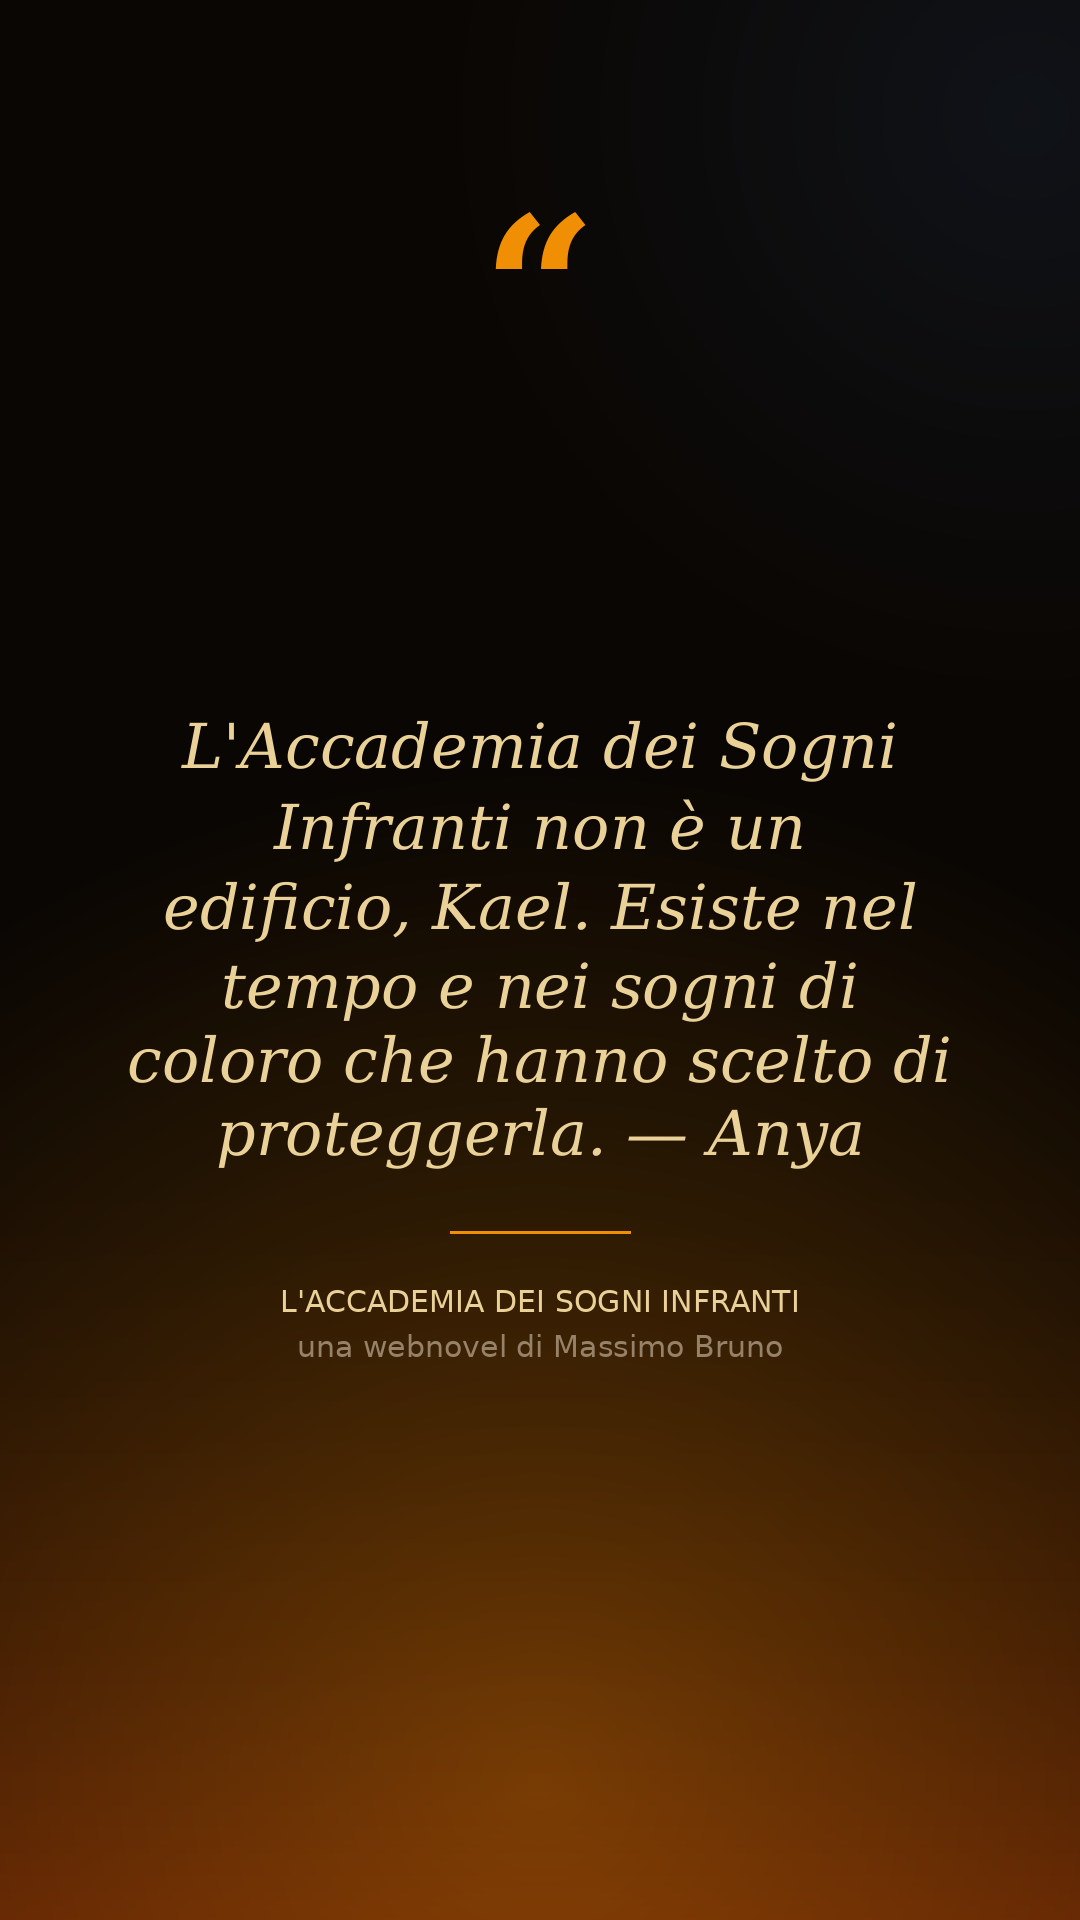 “
L'Accademia dei Sogni
Infranti non è un
edificio, Kael. Esiste nel
tempo e nei sogni di
coloro che hanno scelto di
proteggerla. — Anya
L'ACCADEMIA DEI SOGNI INFRANTI
una webnovel di Massimo Bruno